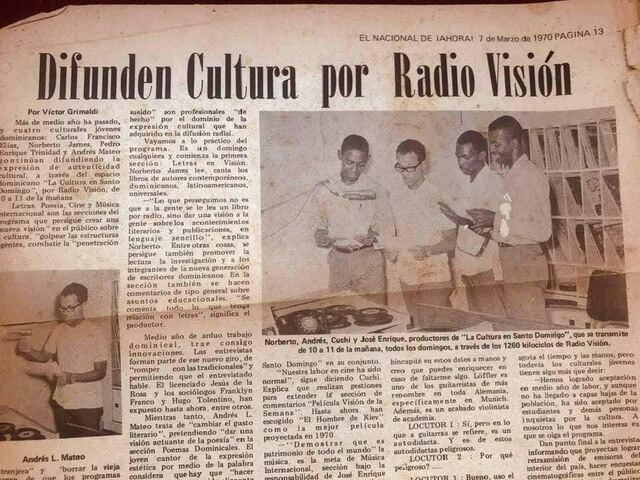 EL NACIONAL DE ¡AHORA! 7 de Marzo de 1970 PAGINA 13
Difunden Cultura por Radio Visión
Por Víctor Grimaldi
Más de medio año ha pasado,
y cuatro culturales jóvenes
dominicanos: Carlos Francisco
Elías, Norberto James, Pedro
Enrique Trinidad y Andrés Mateo
continúan difundiendo la
expresión de autenticidad
cultural, a través del espacio
dominicano "La Cultura en Santo
Domingo", por Radio Visión, de
10 a 11 de la mañana
Letras Poesía, Cine y Música
Internacional son las secciones del
programa que persigue crear una
nueva visión" en el público sobre
cultura, "golpear las estructuras
, combatir la "penetración
Andrés L. Mateo
tranjera" y "borrar la vieja
de que los programas
sueldo" son profesionales "de
hecho" por el dominio de la
expresión cultural que han
adquirido en la difusión radial.
Vayamos a lo práctico del
programa. Es un domingo
cualquiera y comienza la primera
sección: Letras en Visión.
Norberto James lee, canta los
libros de autores contemporáneos,
dominicanos, latinoamericanos,
universales.
"Lo que perseguimos no es
que a la gente se le lea un libro
por radio, sino dar una visión a la
gente sobre los acontecimientos
literarios y publicaciones, en
lenguaje sencillo", explica
Norberto. Entre otras cosas, se
persigue también promover la
lectura la investigación y a los
integrantes de la nueva generación
de escritores dominicanos. En la
sección también se hacen
comentarios de tipo general sobre
asuntos educacionales. "Se
comenta todo lo que tenga
relación con letras", significa el
productor.
Medio año de arduo trabajo
dominical, trae consigo
innovaciones. Las entrevistas
forman parte de ese nuevo giro, de
"romper con las tradicionales" y
permitiendo que el entrevistado
hable. El licenciado Jesús de la
Rosa y los sociólogos Franklyn
Franco y Hugo Tolentino, han
expuesto hasta ahora, entre otros.
Mientras tanto, Andrés L.
Mateo trata de "cambiar el gusto
literario", pretendiendo "dar una
visión actuante de la poesía" en la
sección Poemas Dominicales. El
joven cantor de la expresión
estética por medio de la palabra
considera que hay que "hacer
Norberto, Andrés, Cuchi y José Enrique, productores de "La Cultura en Santo Domingo", que se transmite
de 10 a 11 de la mañana, todos los domingos, a través de los 1260 kilociclos de Radio Visión.
Santo Domingo" en su conjunto.
"Nuestra labor en cine ha sido
normal", sigue diciendo Cuchi.
Explica que realizan gestiones
para extender la sección de
comentarios "Película Visión de la
Semana". Hasta ahora han
escogido "El Hombre de Kiev"
como la mejor película
proyectada en 1970.
"Demostrar que es
patrimonio de todo el mundo" la
música, es la meta de Música
Internacional, sección bajo la
responsabilidad de José Enrique
hincapié en estos datos a manos y
creo que puedes enriquecer en
caso de faltarme algo. Löffler es
uno de los guitarristas de más
renombre en toda Alemania
específicamente en Munich.
Además, es un acabado violinista
de academia.
LOCUTOR 1: Sí, pero en lo
que a guitarras se refiere, es un
autodidacta. Y es de estos
autodidactas peligrosos.
LOCUTOR 2: Por qué
peligroso? .....
LOCUTOR 1: Bueno, uso el
agota el tiempo y las manos, pero
todavía los culturales jóvenes
tienen algo más que decir.
—"Hemos logrado aceptación
en medio año de labor, y aunque
no ha llegado a capas bajas de la
población, ha sido aceptado por
estudiantes y demás personas
inquietas por la cultura. A
nosotros lo que nos interesa es
que se oiga el programa.
Dan punto final a la entrevista
informando que proyectan lograr
retransmisión de emisoras del
interior del país, hacer encuestas